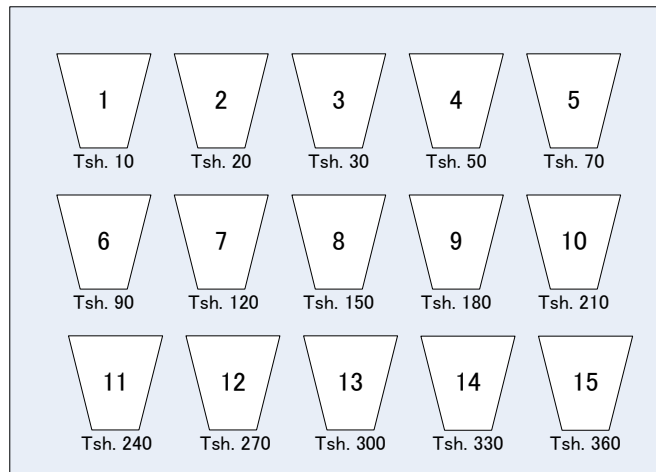 1 2 3 4 5
Tsh. 10 Tsh. 20 Tsh. 30 Tsh. 50 Tsh. 70
6 7 8 9 10
Tsh. 90 Tsh. 120 Tsh. 150 Tsh. 180 Tsh. 210
11 12 13 14 15
Tsh. 240 Tsh. 270 Tsh. 300 Tsh. 330 Tsh. 360